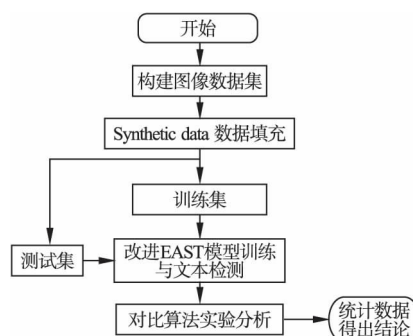 开始
构建图像数据集
Synthetic data 数据填充
训练集
测试集
改进EAST模型训练
与文本检测
对比算法实验分析
统计数据
得出结论